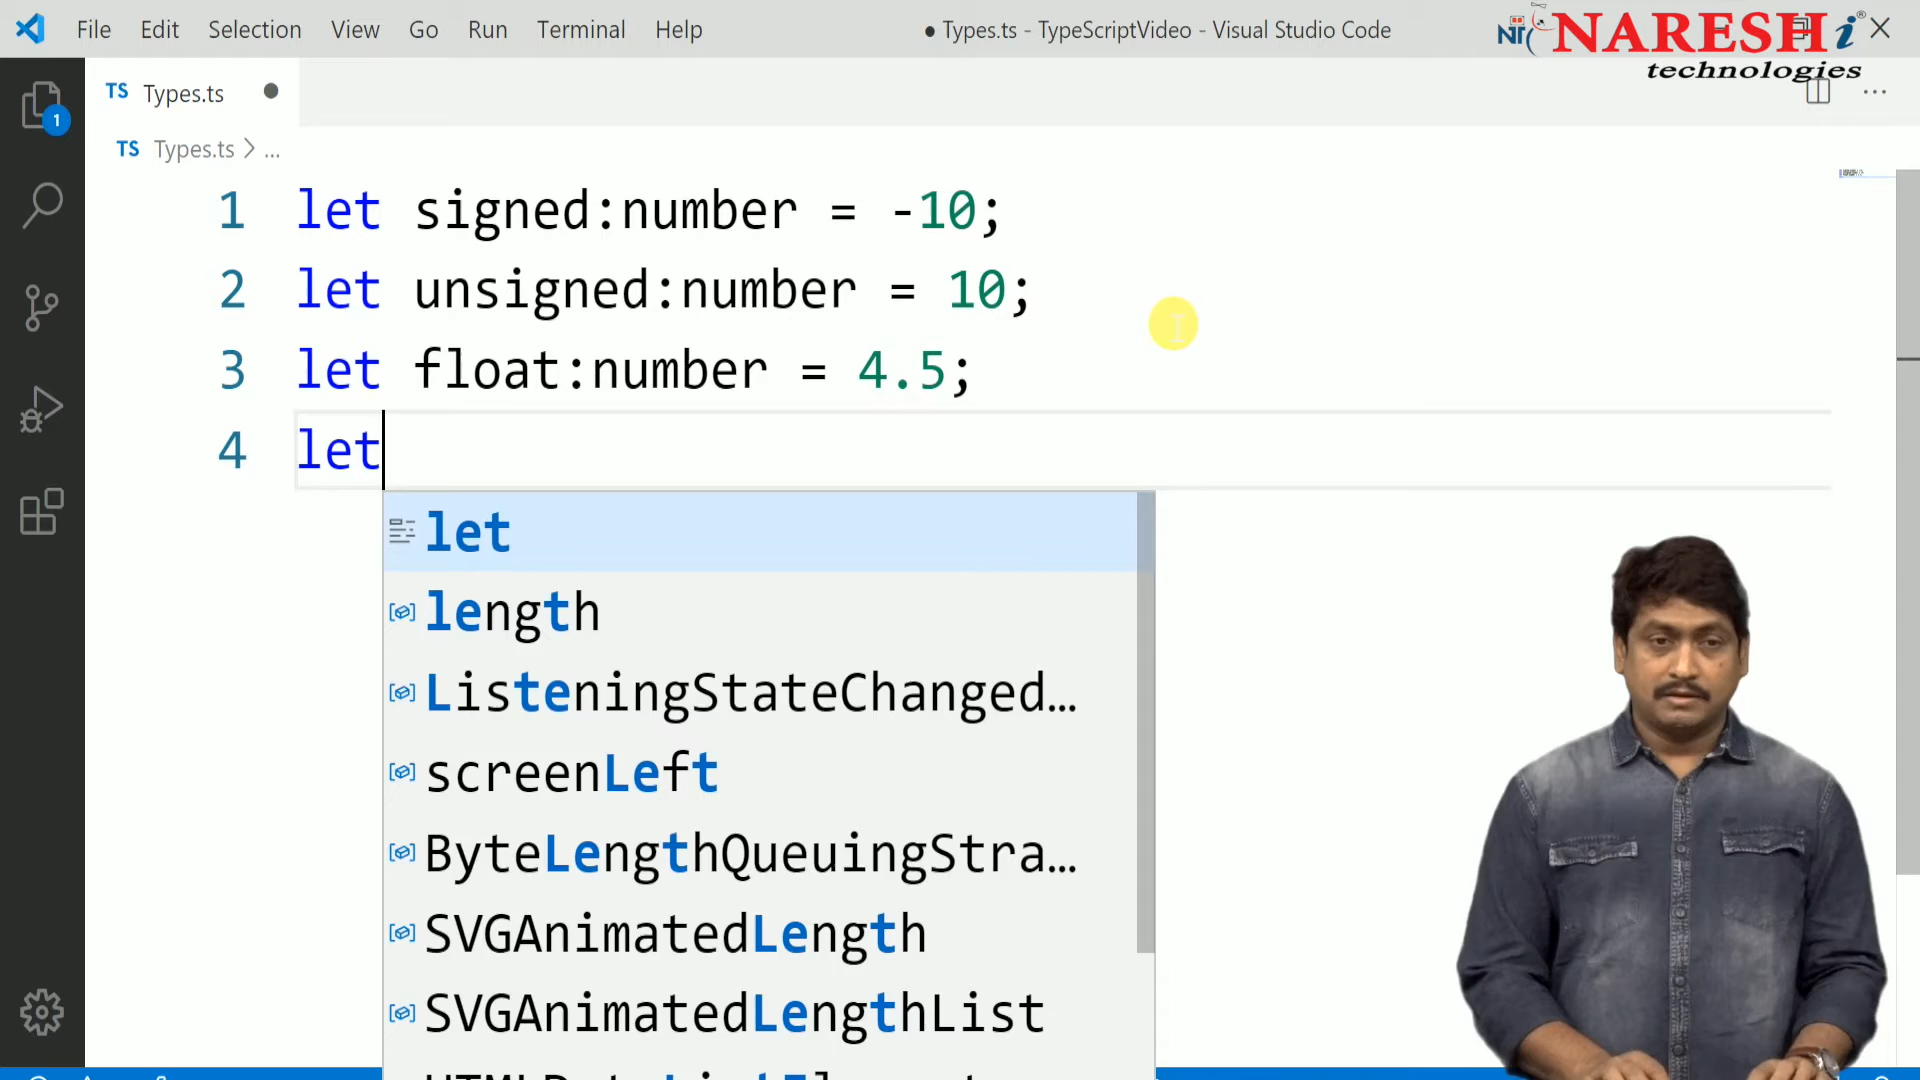 File Edit Selection View Go Run Terminal Help ● Types.ts - TypeScriptVideo - Visual Studio Code
NARESH i
technologies
TS Types.ts
TS Types.ts > ...
1
1 let signed:number = -10;
2 let unsigned:number = 10;
3 let float:number = 4.5;
4 let
let
length
ListeningStateChanged…
screenLeft
ByteLengthQueuingStra…
SVGAnimatedLength
SVGAnimatedLengthList